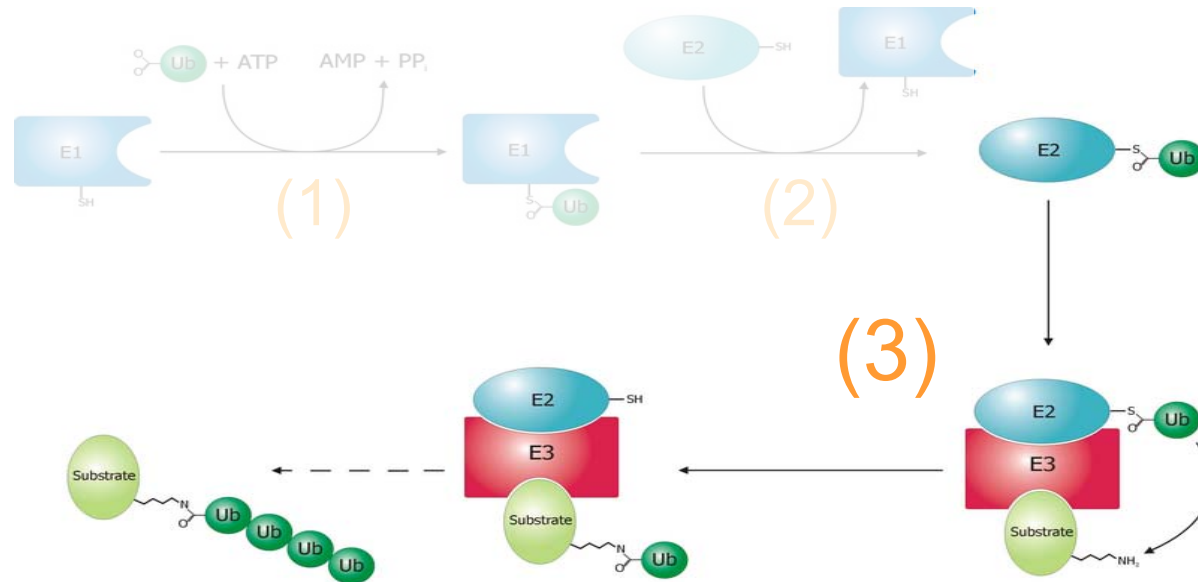 O
O
Ub + ATP
AMP + PPi
E2
SH
E1
SH
E1
SH
(1)
E1
S
O
Ub
(2)
E2
S
O
Ub
(3)
E2
SH
E3
Substrate
N
O
Ub
E2
S
O
Ub
E3
Substrate
NH2
Substrate
N
O
Ub
Ub
Ub
Ub